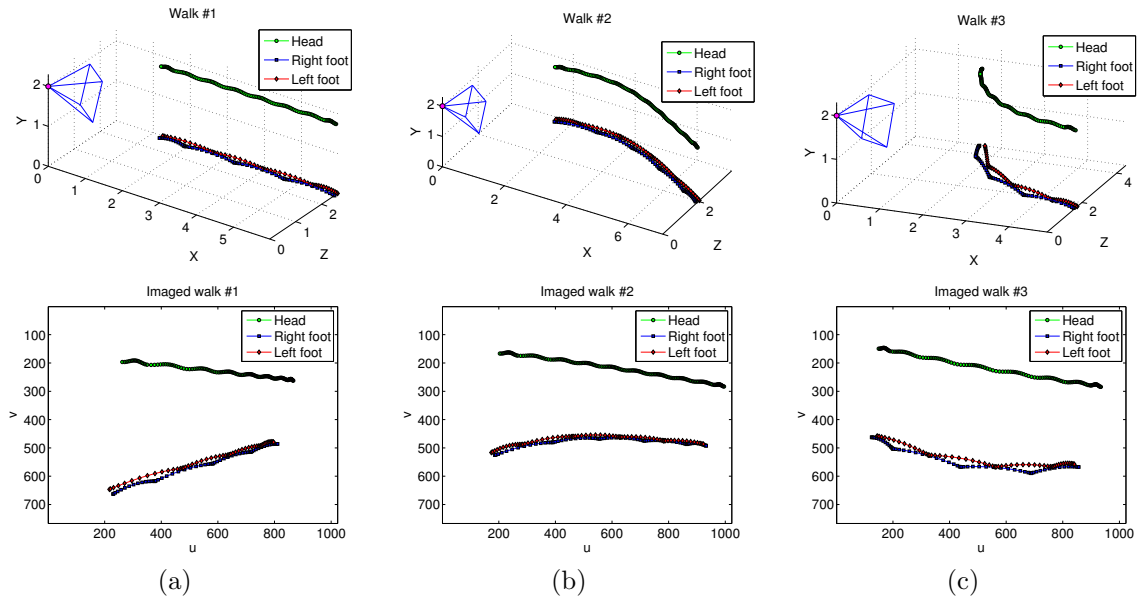 Walk #1
Head
Right foot
Left foot
2
1
0
Y
0
1
2
3
4
5
X
0
1
2
Z
Walk #2
Head
Right foot
Left foot
2
1
0
Y
0
2
4
6
X
0
2
Z
Walk #3
Head
Right foot
Left foot
2
1
0
Y
0
1
2
3
4
X
0
2
4
Z
Imaged walk #1
Head
Right foot
Left foot
100
200
300
400
500
600
700
v
200 400 600 800 1000
u
Imaged walk #2
Head
Right foot
Left foot
100
200
300
400
500
600
700
v
200 400 600 800 1000
u
Imaged walk #3
Head
Right foot
Left foot
100
200
300
400
500
600
700
v
200 400 600 800 1000
u
(a)
(b)
(c)